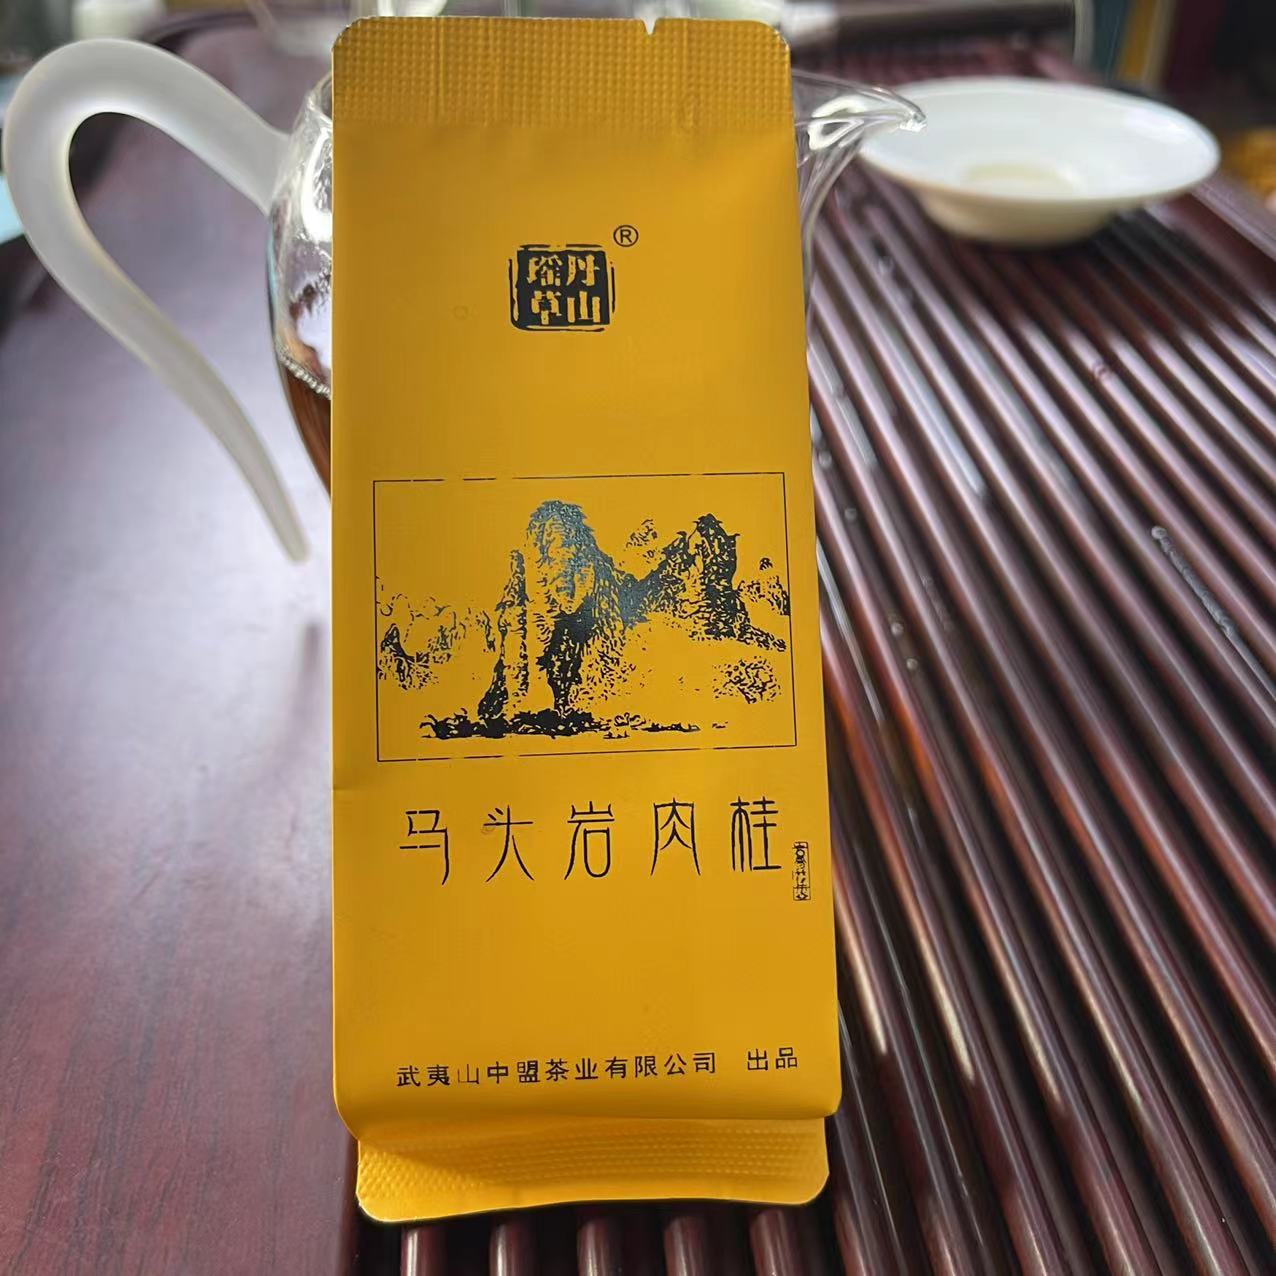 丹山
瑶草
®
马头岩肉桂
武夷山中盟茶业有限公司 出品